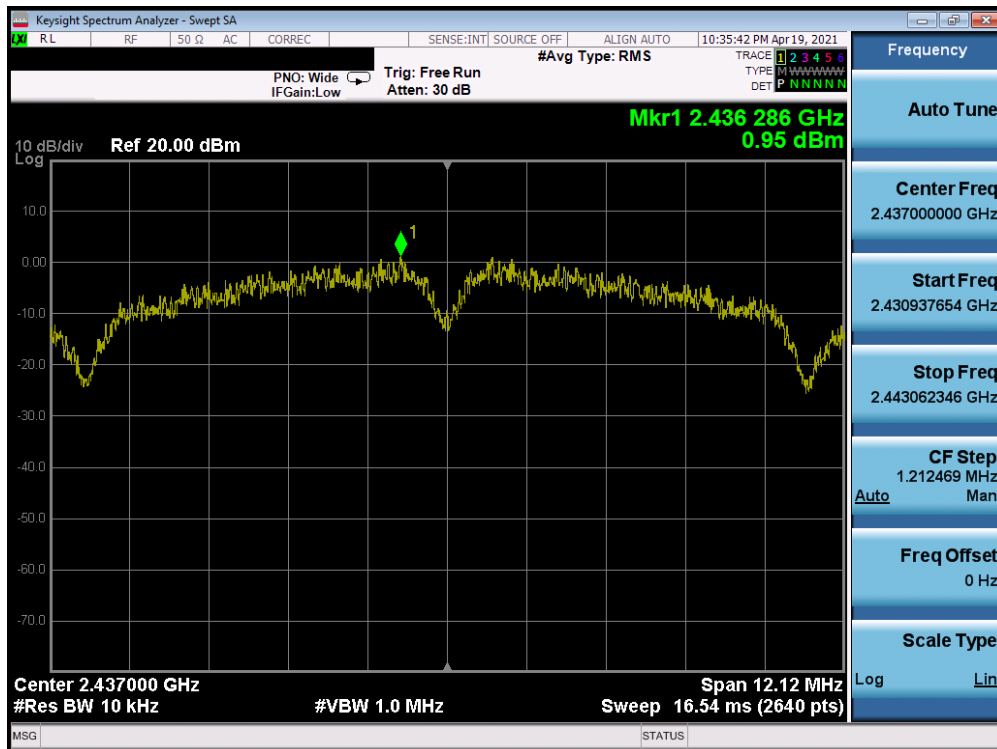 Keysight Spectrum Analyzer - Swept SA
LXI RL RF 50 Ω AC CORREC SENSE:INT SOURCE OFF ALIGN AUTO 10:35:42 PM Apr 19, 2021
#Avg Type: RMS
TRACE 1 2 3 4 5 6
PNO: Wide Trig: Free Run TYPE M WWWWW
IFGain:Low Atten: 30 dB DET P N N N N N
Mkr1 2.436 286 GHz
0.95 dBm
10 dB/div Ref 20.00 dBm
Log
1
10.0
0.00
-10.0
-20.0
-30.0
-40.0
-50.0
-60.0
-70.0
Center 2.437000 GHz Span 12.12 MHz
#Res BW 10 kHz #VBW 1.0 MHz Sweep 16.54 ms (2640 pts)
MSG STATUS
Frequency
Auto Tune
Center Freq
2.437000000 GHz
Start Freq
2.430937654 GHz
Stop Freq
2.443062346 GHz
CF Step
1.212469 MHz
Auto Man
Freq Offset
0 Hz
Scale Type
Log Lin